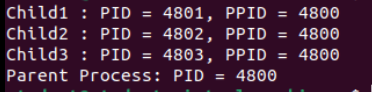 Child1 : PID = 4801, PPID = 4800
Child2 : PID = 4802, PPID = 4800
Child3 : PID = 4803, PPID = 4800
Parent Process: PID = 4800